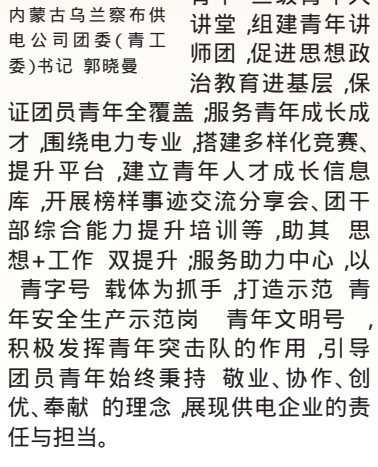 内蒙古乌兰察布供
电公司团委(青工
委)书记 郭晓曼
讲堂,组建青年讲
师团,促进思想政
治教育进基层,保
证团员青年全覆盖;服务青年成长成
才,围绕电力专业,搭建多样化竞赛、
提升平台,建立青年人才成长信息
库,开展榜样事迹交流分享会、团干
部综合能力提升培训等,助其 思
想+工作 双提升;服务助力中心,以
青字号 载体为抓手,打造示范 青
年安全生产示范岗 青年文明号 ,
积极发挥青年突击队的作用,引导
团员青年始终秉持 敬业、协作、创
优、奉献 的理念,展现供电企业的责
任与担当。